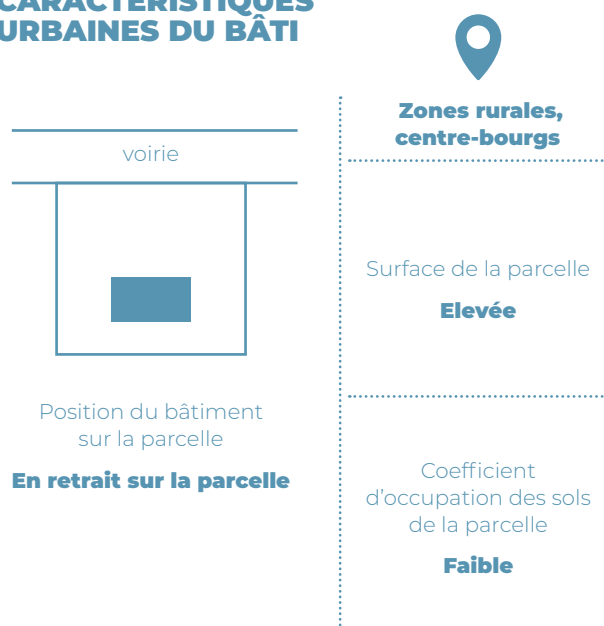 CARACTÉRISTIQUES
URBAINES DU BÂTI
voirie
Position du bâtiment
sur la parcelle
En retrait sur la parcelle
Zones rurales,
centre-bourgs
Surface de la parcelle
Elevée
Coefficient
d'occupation des sols
de la parcelle
Faible